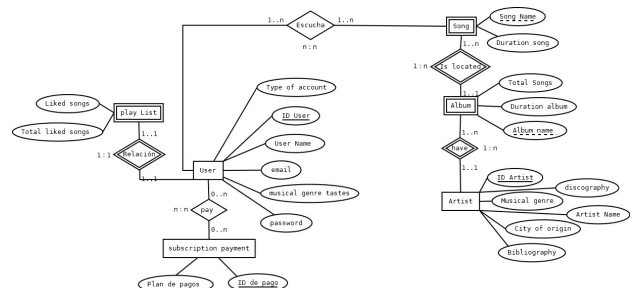 Song Name
1..n
Escucha
1..n
Song
n:n
Duration song
1..n
1:n
Is located
Type of account
Total Songs
1..1
Liked songs
Album
Duration album
play List
ID User
Total liked songs
Album name
1..1
1..n
User Name
have
1:n
1:1
Relación
1..1
User
email
1..1
ID Artist
discography
0..n
musical genre tastes
Artist
Musical genre
n:n
pay
Artist Name
password
City of origin
0..n
subscription payment
Bibliography
Plan de pagos
ID de pago